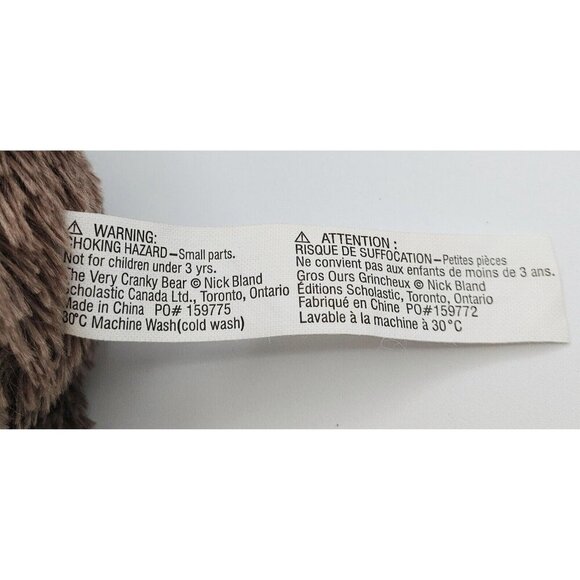 ⚠ WARNING:
CHOKING HAZARD–Small parts.
Not for children under 3 yrs.
The Very Cranky Bear © Nick Bland
Scholastic Canada Ltd., Toronto, Ontario
Made in China PO# 159775
30°C Machine Wash(cold wash)
⚠ ATTENTION :
RISQUE DE SUFFOCATION–Petites pièces
Ne convient pas aux enfants de moins de 3 ans.
Gros Ours Grincheux © Nick Bland
Éditions Scholastic, Toronto, Ontario
Fabriqué en Chine PO#159772
Lavable à la machine à 30°C